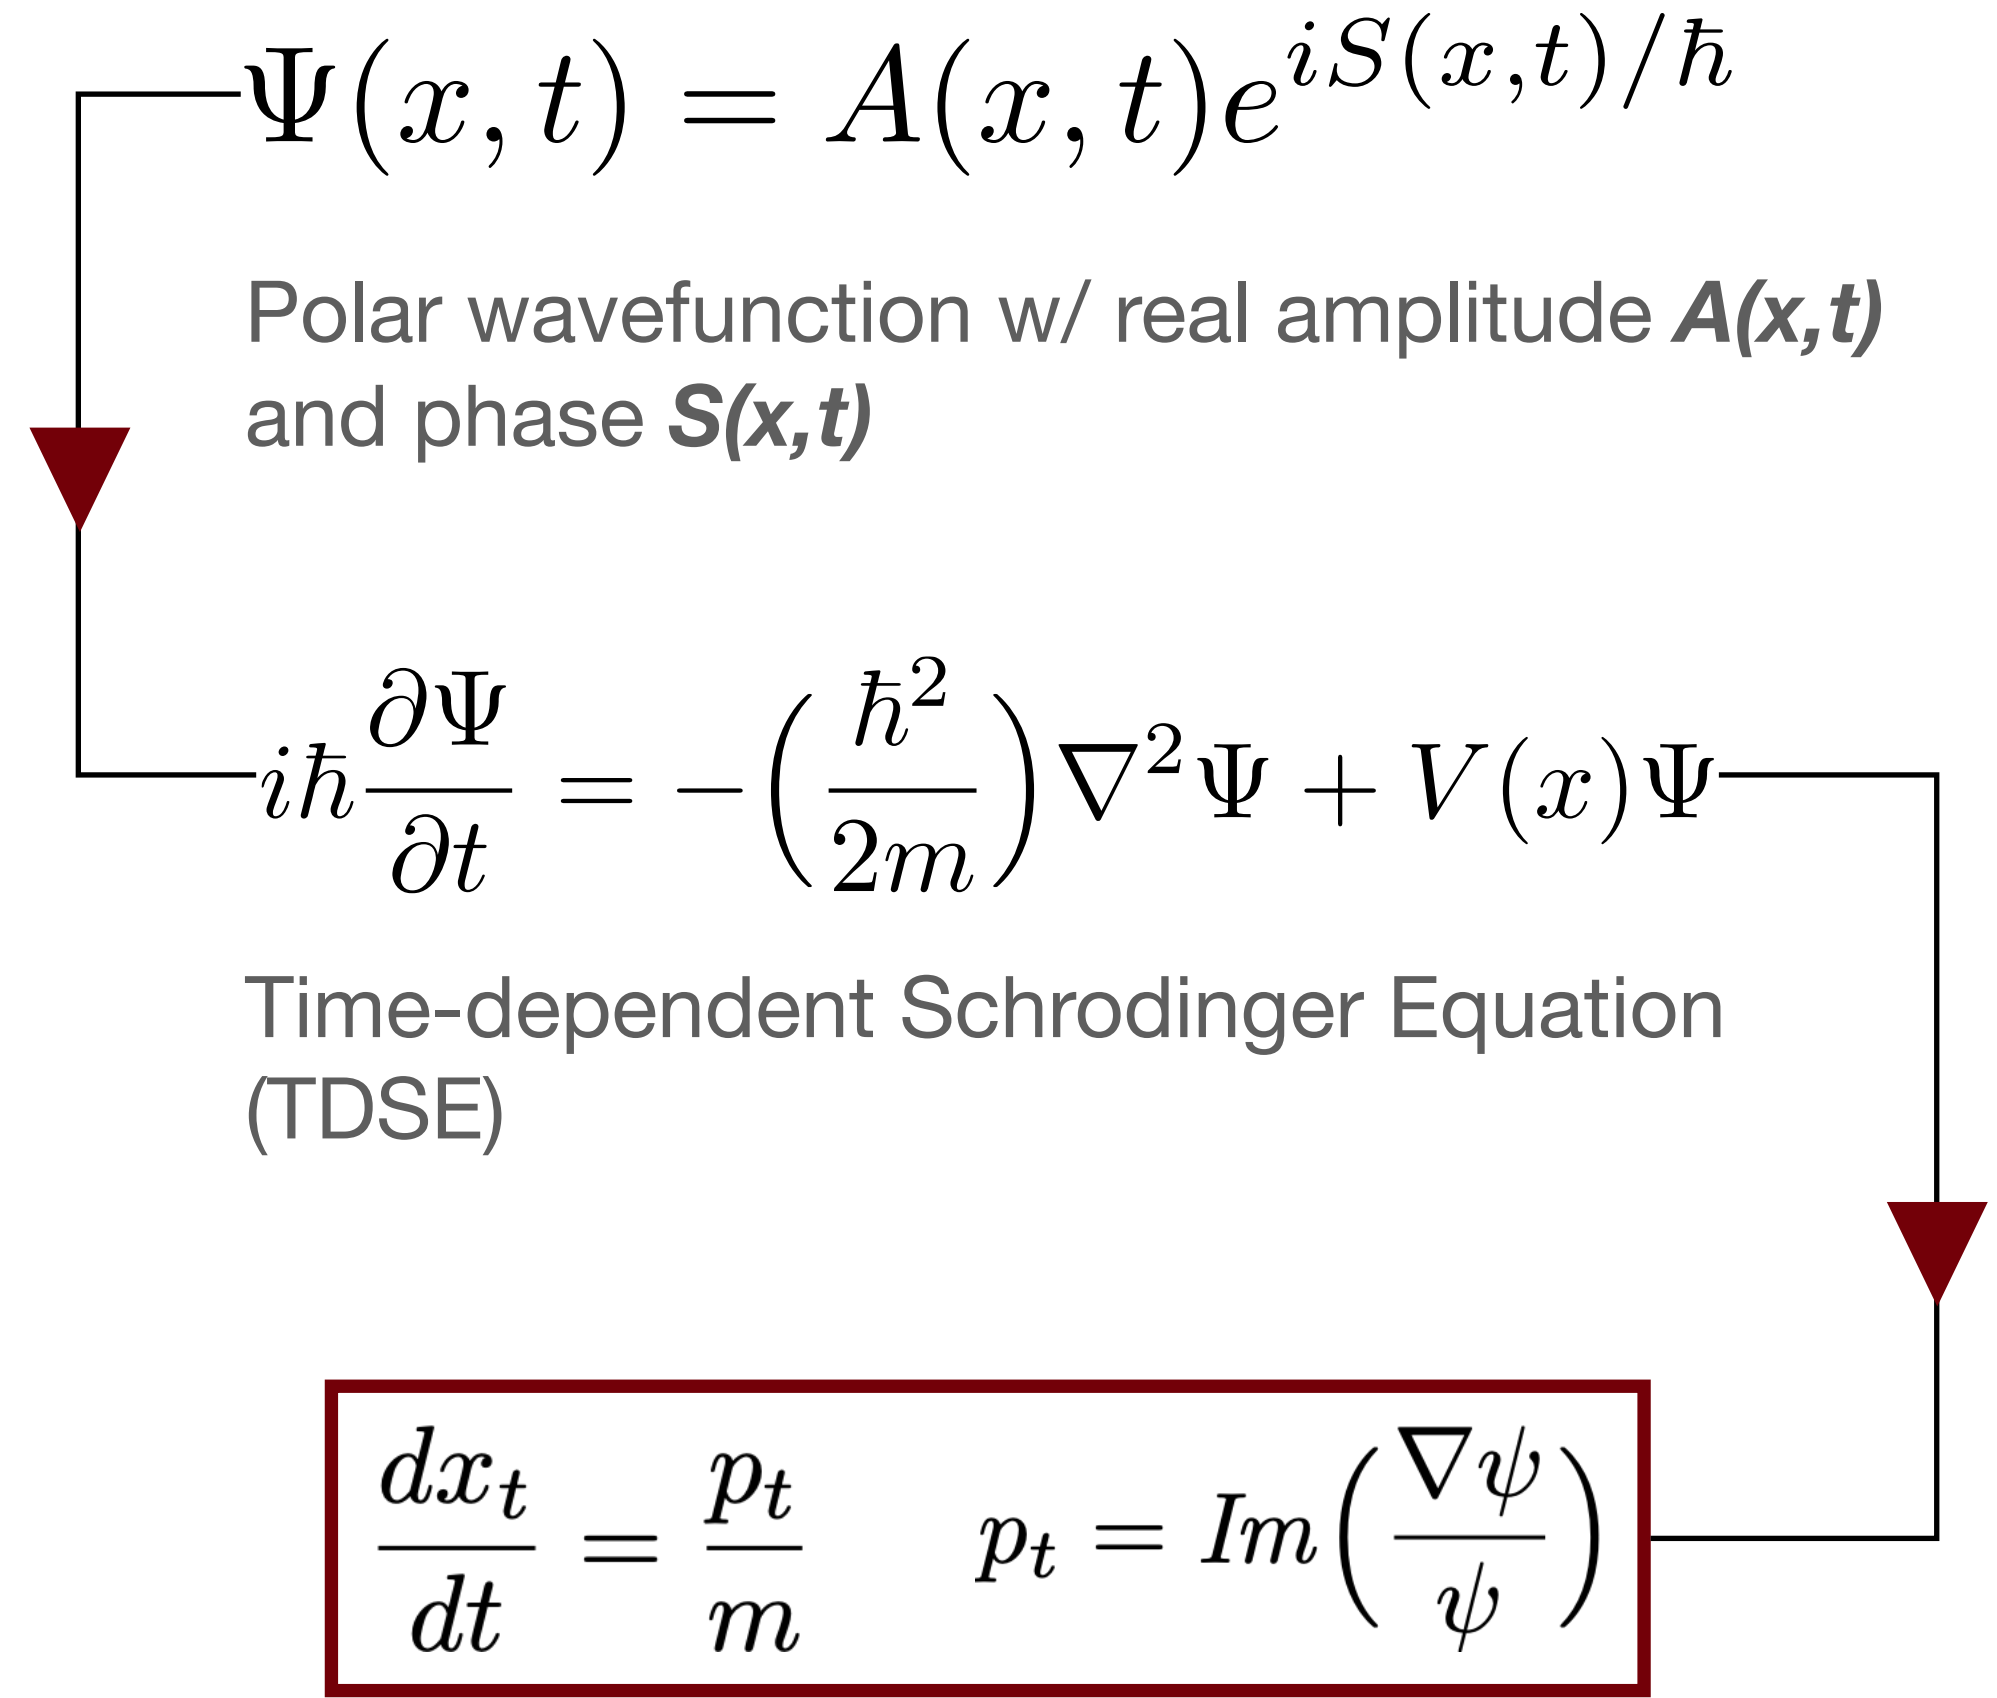 Ψ(x, t) = A(x, t)e^{iS(x,t)/ħ}
Polar wavefunction w/ real amplitude A(x,t)
and phase S(x,t)
iħ ∂Ψ/∂t = −(ħ²/2m)∇²Ψ + V(x)Ψ
Time-dependent Schrodinger Equation
(TDSE)
dx_t/dt = p_t/m p_t = Im(∇ψ/ψ)